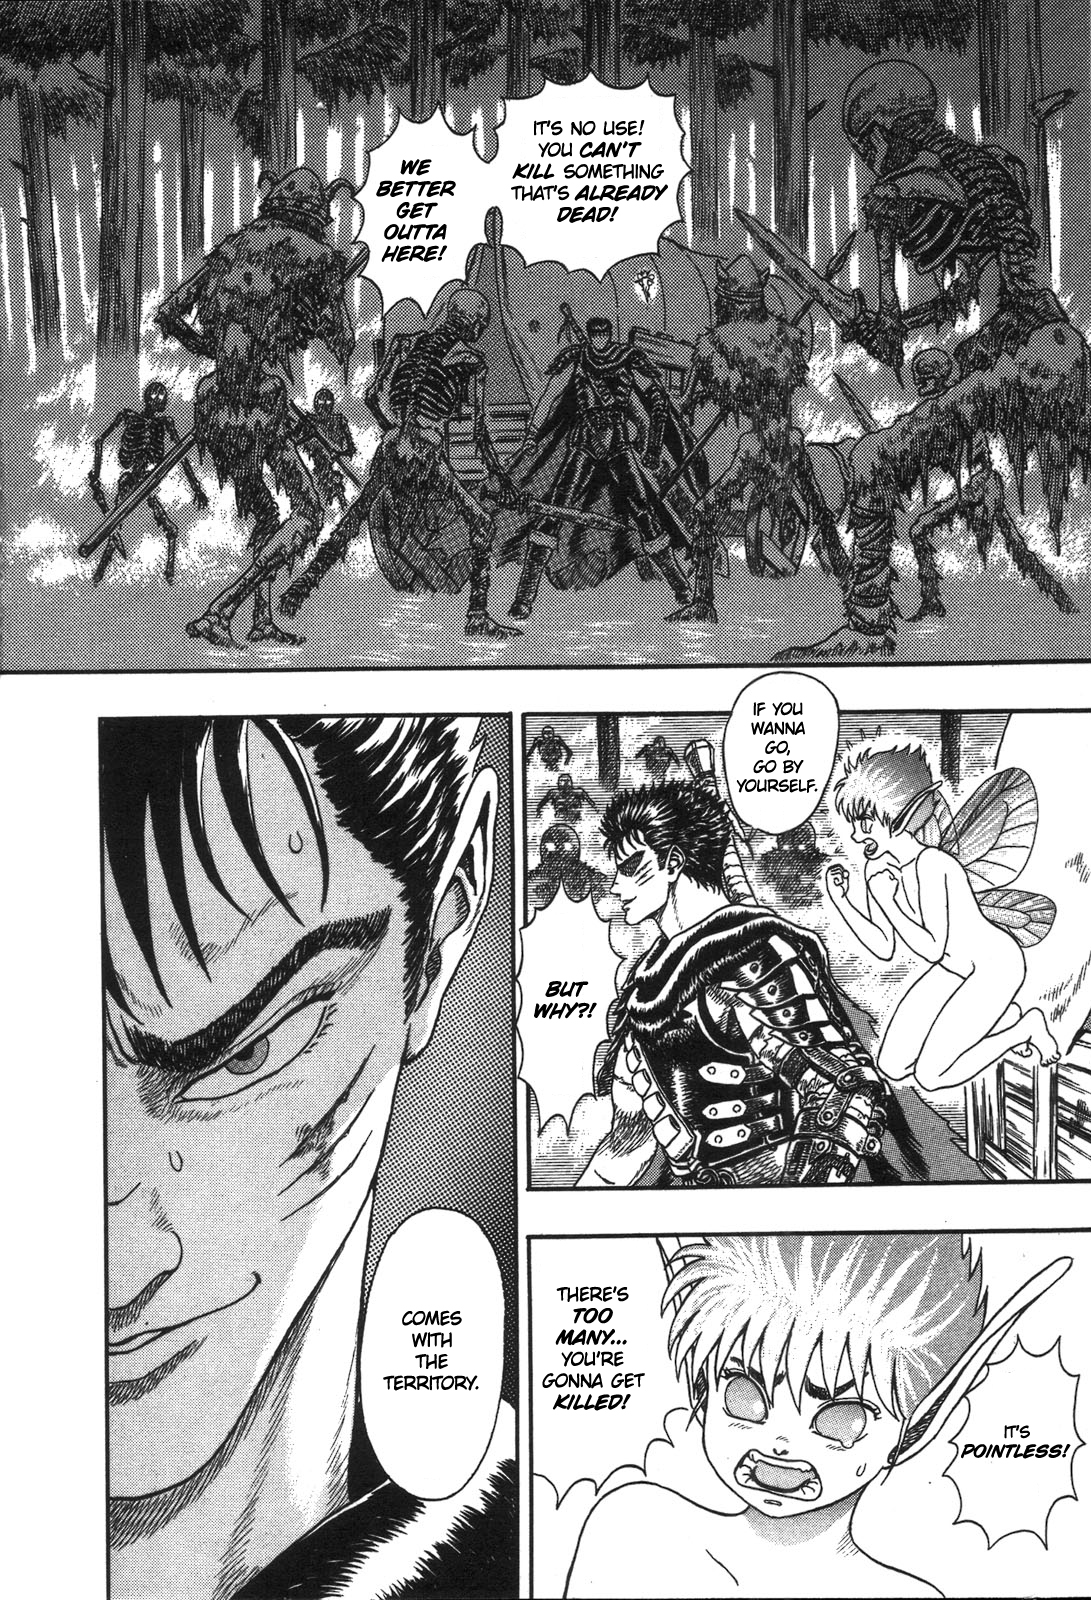 IT'S NO USE!
YOU CAN'T
KILL SOMETHING
THAT'S ALREADY
DEAD!
WE
BETTER
GET
OUTTA
HERE!
IF YOU
WANNA
GO,
GO BY
YOURSELF.
BUT
WHY?!
IT'S
POINTLESS!
THERE'S
TOO
MANY...
YOU'RE
GONNA GET
KILLED!
COMES
WITH
THE
TERRITORY.